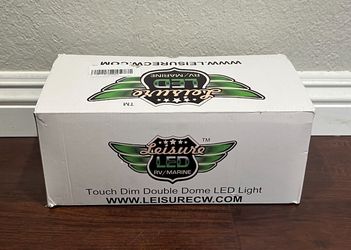 WWW.LEISURECW.COM
RV/MARINE
LED
Leisure
TM
Leisure
TM
LED
RV/MARINE
Touch Dim Double Dome LED Light
WWW.LEISURECW.COM